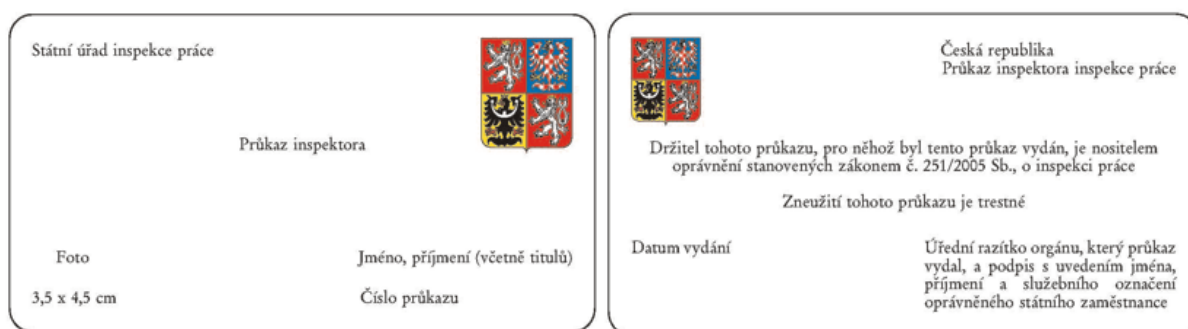 Státní úřad inspekce práce
Průkaz inspektora
Foto
Jméno, příjmení (včetně titulů)
3,5 x 4,5 cm
Číslo průkazu
Česká republika
Průkaz inspektora inspekce práce
Držitel tohoto průkazu, pro něhož byl tento průkaz vydán, je nositelem
oprávnění stanovených zákonem č. 251/2005 Sb., o inspekci práce
Zneužití tohoto průkazu je trestné
Datum vydání
Úřední razítko orgánu, který průkaz
vydal, a podpis s uvedením jména,
příjmení a služebního označení
oprávněného státního zaměstnance